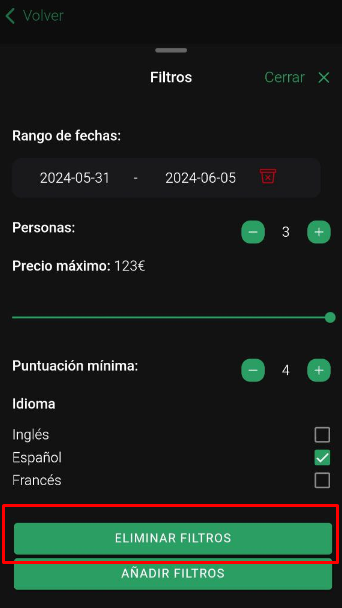 Volver
Filtros
Cerrar
Rango de fechas:
2024-05-31 - 2024-06-05
Personas:
3
Precio máximo: 123€
Puntuación mínima:
4
Idioma
Inglés
Español
Francés
ELIMINAR FILTROS
AÑADIR FILTROS